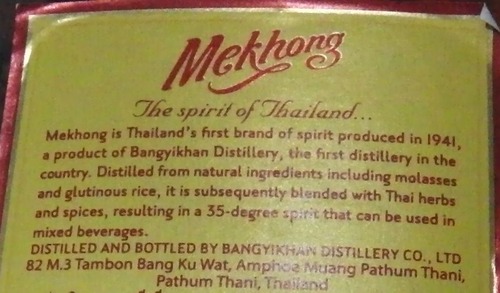 Mekhong
The spirit of Thailand...
Mekhong is Thailand's first brand of spirit produced in 1941,
a product of Bangyikhan Distillery, the first distillery in the
country. Distilled from natural ingredients including molasses
and glutinous rice, it is subsequently blended with Thai herbs
and spices, resulting in a 35-degree spirit that can be used in
mixed beverages.
DISTILLED AND BOTTLED BY BANGYIKHAN DISTILLERY CO., LTD
82 M.3 Tambon Bang Ku Wat, Amphoe Muang Pathum Thani,
Pathum Thani, Thailand